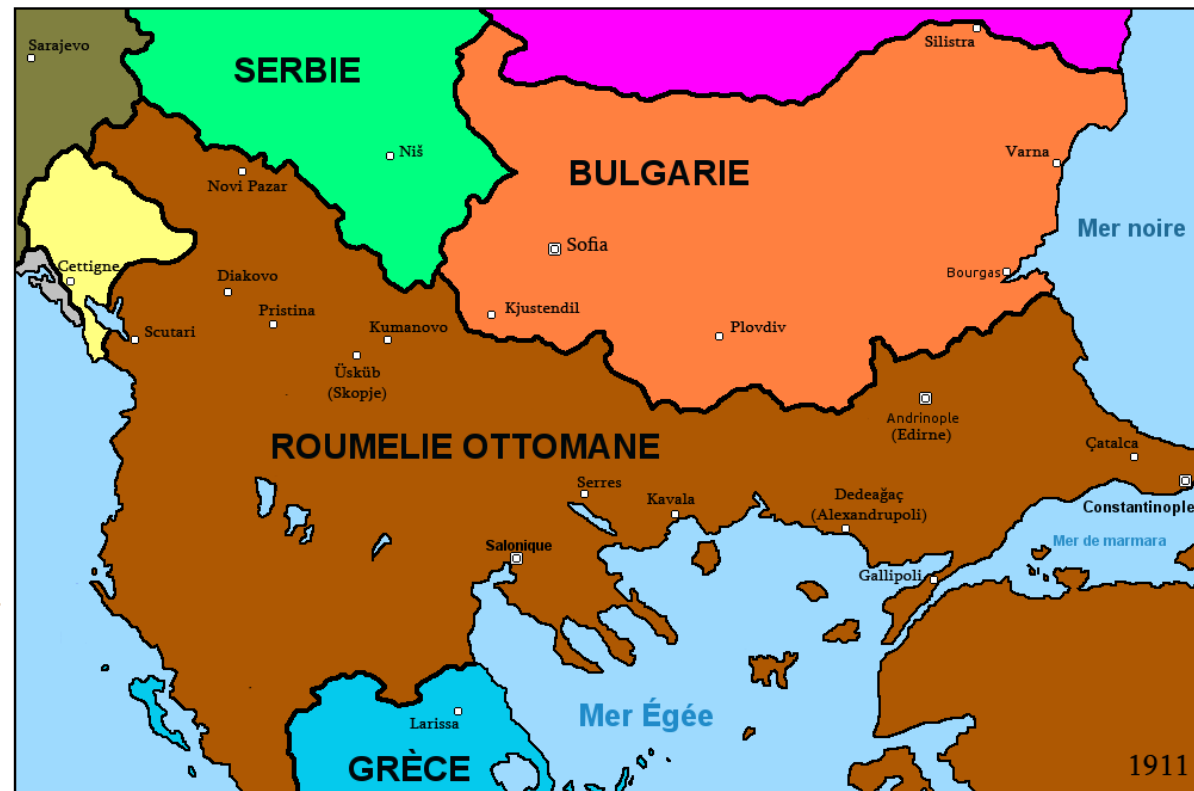 Sarajevo
SERBIE
Silistra
Niš
Novi Pazar
BULGARIE
Varna
Mer noire
Sofia
Cettigne
Diakovo
Bourgas
Pristina
Kjustendil
Scutari
Kumanovo
Plovdiv
Üsküb
(Skopje)
Andrinople
(Edirne)
ROUMELIE OTTOMANE
Çatalca
Serres
Kavala
Dedeağaç
(Alexandrupoli)
Constantinople
Salonique
Mer de marmara
Gallipoli
Larissa
Mer Égée
GRÈCE
1911